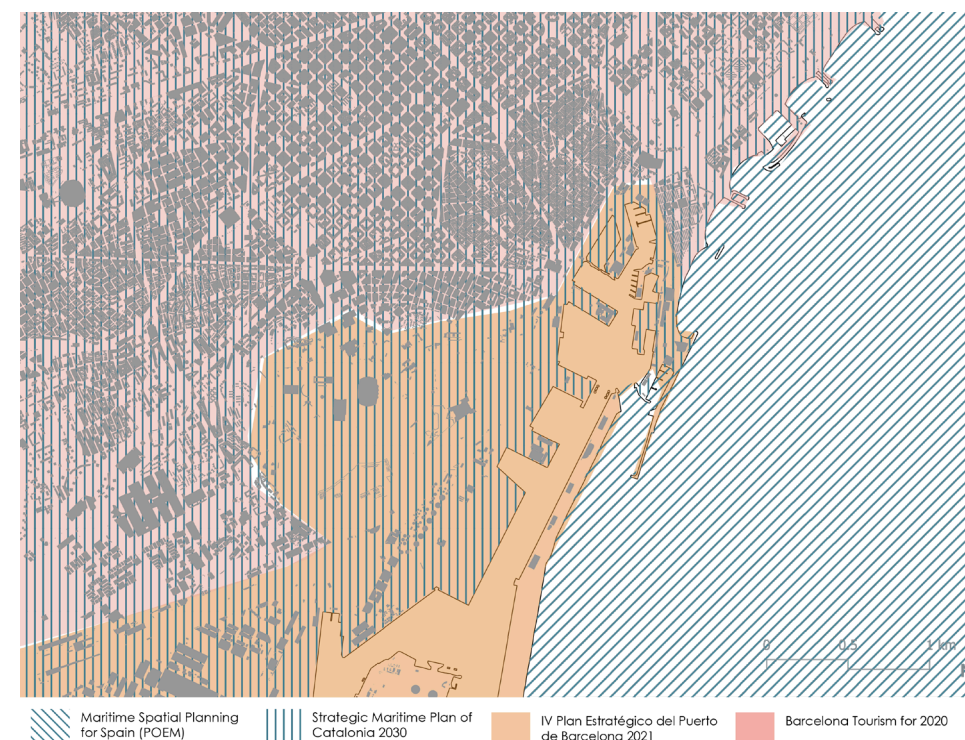 0 0.5 1 km
Maritime Spatial Planning
for Spain (POEM)
Strategic Maritime Plan of
Catalonia 2030
IV Plan Estratégico del Puerto
de Barcelona 2021
Barcelona Tourism for 2020